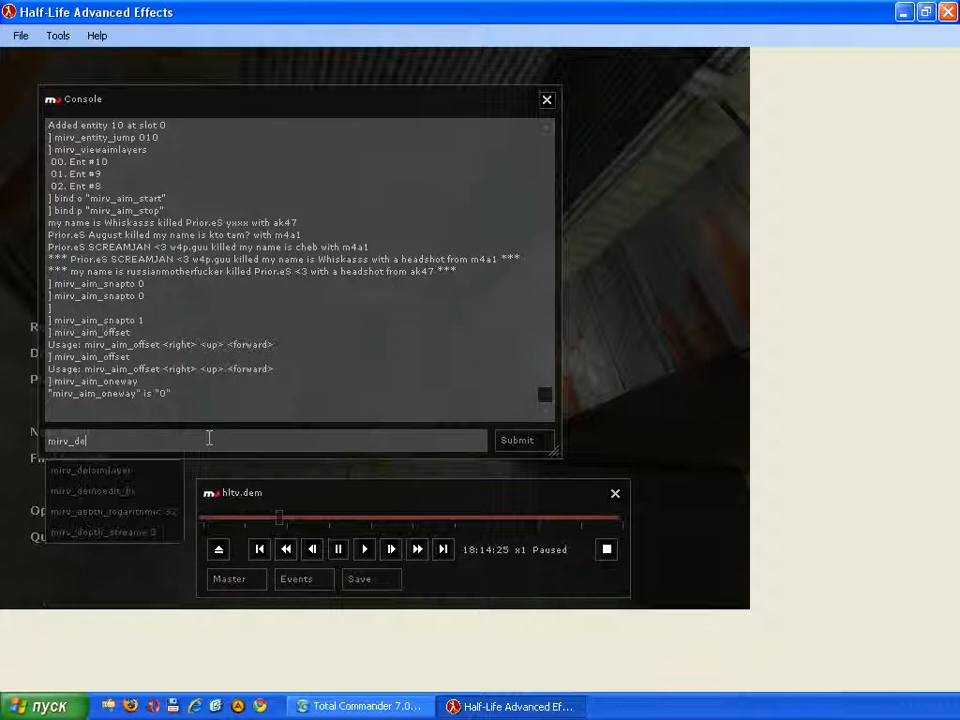 Half-Life Advanced Effects
File Tools Help
Console
Added entity 10 at slot 0
] mirv_entity_jump 010
] mirv_viewaimlayers
00. Ent #10
01. Ent #9
02. Ent #8
] bind o "mirv_aim_start"
] bind p "mirv_aim_stop"
my name is Whiskasss killed Prior.eS yxxx with ak47
Prior.eS August killed my name is kto tam? with m4a1
Prior.eS SCREAMJAN <3 w4p.guu killed my name is cheb with m4a1
*** Prior.eS SCREAMJAN <3 w4p.guu killed my name is Whiskasss with a headshot from m4a1 ***
*** my name is russianmotherfucker killed Prior.eS <3 with a headshot from ak47 ***
] mirv_aim_snapto 0
] mirv_aim_snapto 0
]
] mirv_aim_snapto 1
] mirv_aim_offset
Usage: mirv_aim_offset <right> <up> <forward>
] mirv_aim_offset
Usage: mirv_aim_offset <right> <up> <forward>
] mirv_aim_oneway
"mirv_aim_oneway" is "0"
mirv_de
Submit
mirv_delaimlayer
mirv_depth_logarithmic 32
mirv_depth_streams 3
hltv.dem
18:14:25 x1 Paused
Master Events Save
пуск
Total Commander 7.0...
Half-Life Advanced Eff...